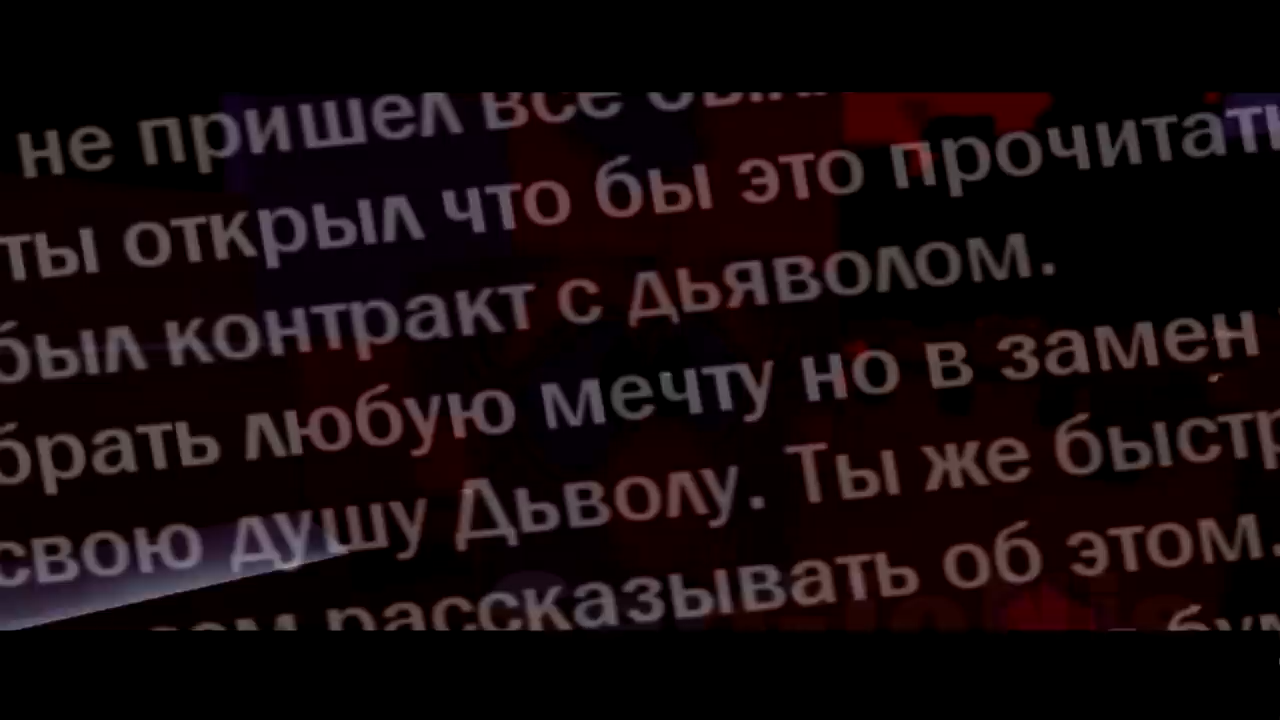 не пришел все
ты открыл что бы это прочитать
был контракт с дьяволом.
брать любую мечту но в замен
свою душу Дьволу. Ты же быстр
рассказывать об этом.